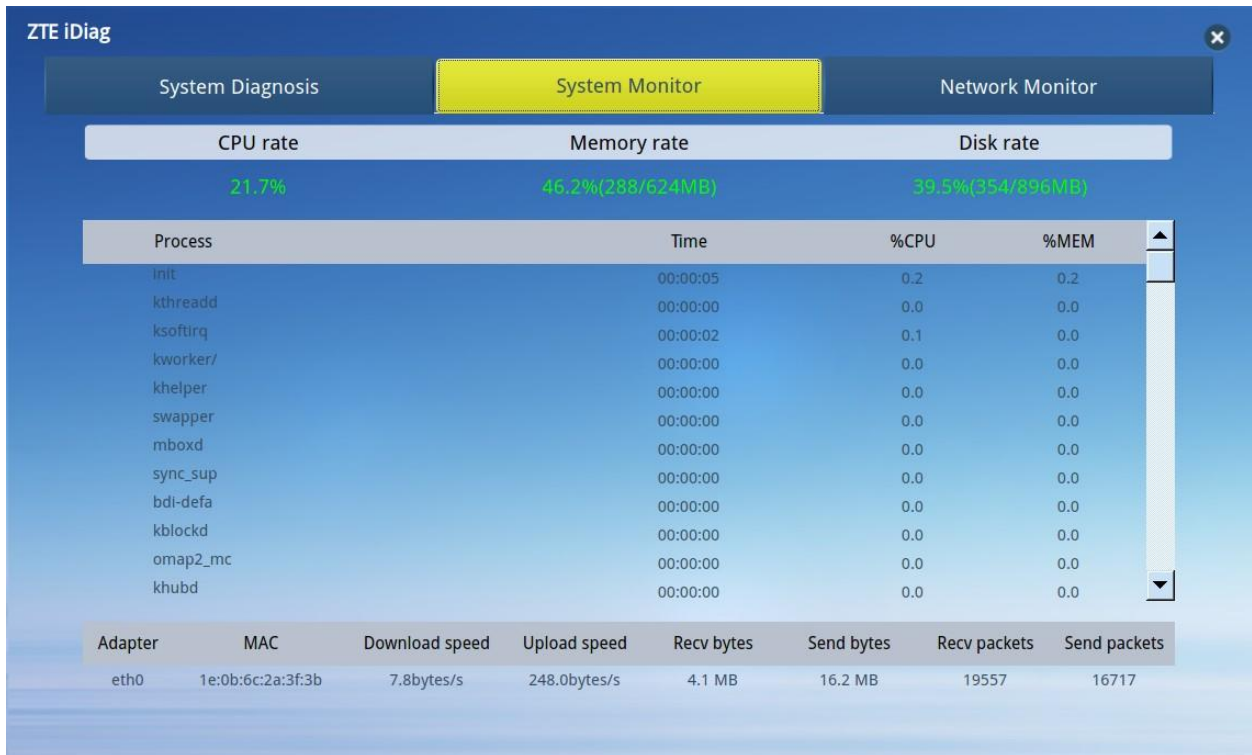 ZTE iDiag
System Diagnosis System Monitor Network Monitor
CPU rate Memory rate Disk rate
21.7% 46.2%(288/624MB) 39.5%(354/896MB)
Process Time %CPU %MEM
init 00:00:05 0.2 0.2
kthreadd 00:00:00 0.0 0.0
ksoftirq 00:00:02 0.1 0.0
kworker/ 00:00:00 0.0 0.0
khelper 00:00:00 0.0 0.0
swapper 00:00:00 0.0 0.0
mboxd 00:00:00 0.0 0.0
sync_sup 00:00:00 0.0 0.0
bdi-defa 00:00:00 0.0 0.0
kblockd 00:00:00 0.0 0.0
omap2_mc 00:00:00 0.0 0.0
khubd 00:00:00 0.0 0.0
Adapter MAC Download speed Upload speed Recv bytes Send bytes Recv packets Send packets
eth0 1e:0b:6c:2a:3f:3b 7.8bytes/s 248.0bytes/s 4.1 MB 16.2 MB 19557 16717